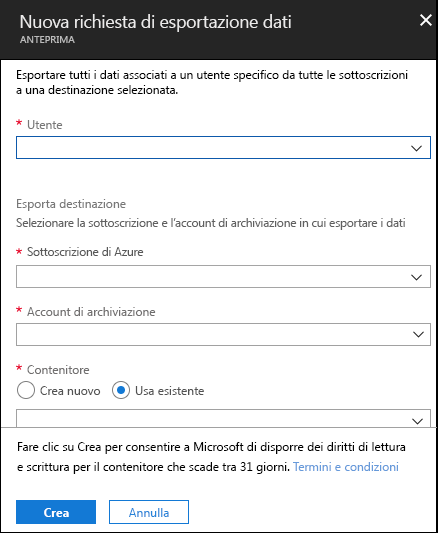 Nuova richiesta di esportazione dati
ANTEPRIMA
Esportare tutti i dati associati a un utente specifico da tutte le sottoscrizioni
a una destinazione selezionata.
* Utente
Esporta destinazione
Selezionare la sottoscrizione e l'account di archiviazione in cui esportare i dati
* Sottoscrizione di Azure
* Account di archiviazione
* Contenitore
Crea nuovo Usa esistente
Fare clic su Crea per consentire a Microsoft di disporre dei diritti di lettura
e scrittura per il contenitore che scade tra 31 giorni. Termini e condizioni
Crea Annulla